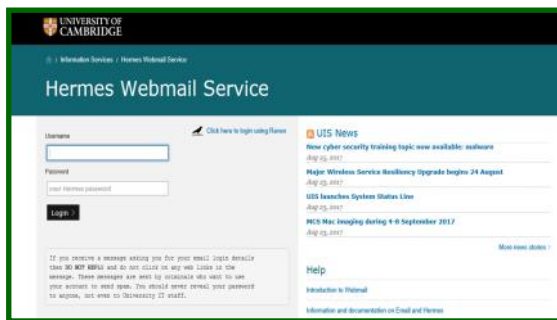 UNIVERSITY OF
CAMBRIDGE
/ Information Services / Hermes Webmail Service
Hermes Webmail Service
Username
Click here to login using Raven
Password
your Hermes password
Login
If you receive a message asking you for your email login details
then DO NOT REPLY and do not click on any web links in the
message. These messages are sent by criminals who want to use
your account to send spam. You should never reveal your password
to anyone, not even to University IT staff.
UIS News
New cyber security training topic now available: malware
Aug 25, 2017
Major Wireless Service Resiliency Upgrade begins 24 August
Aug 23, 2017
UIS launches System Status Line
Aug 23, 2017
MCS Mac imaging during 4-8 September 2017
Aug 23, 2017
More news stories
Help
Introduction to Webmail
Information and documentation on Email and Hermes